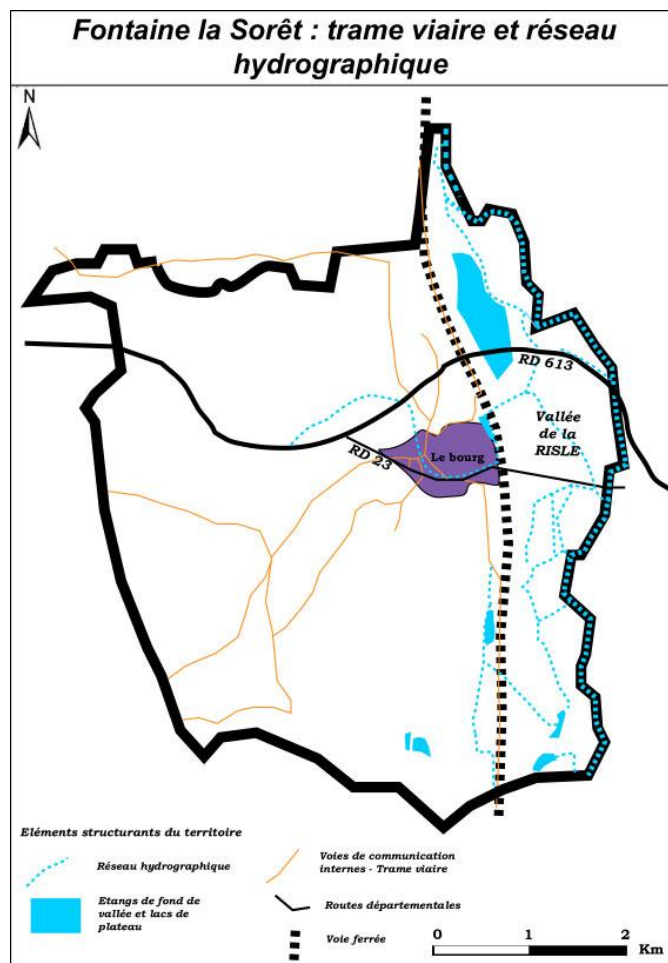 Fontaine la Sorêt : trame viaire et réseau
hydrographique
N
RD 613
Vallée
de la
RISLE
Le bourg
RD 23
Eléments structurants du territoire
Réseau hydrographique
Voies de communication
internes - Trame viaire
Etangs de fond de
vallée et lacs de
plateau
Routes départementales
Voie ferrée
0 1 2
Km